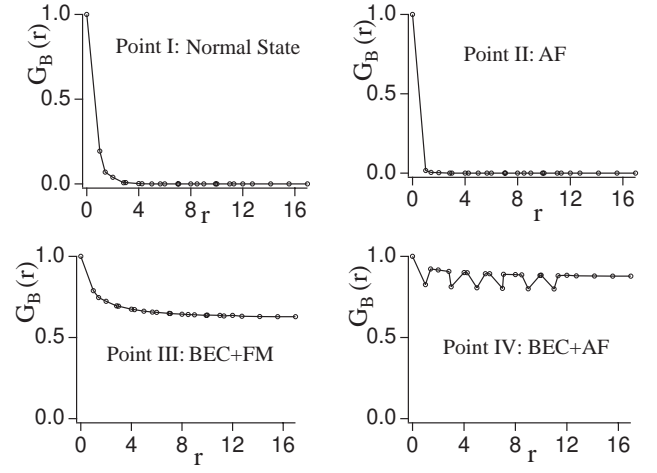 1.0
G_B(r)
Point I: Normal State
0.5
0.0
0 4 8 12 16
r
1.0
G_B(r)
Point II: AF
0.5
0.0
0 4 8 12 16
r
1.0
G_B(r)
0.5
Point III: BEC+FM
0.0
0 4 8 12 16
r
1.0
G_B(r)
0.5
Point IV: BEC+AF
0.0
0 4 8 12 16
r